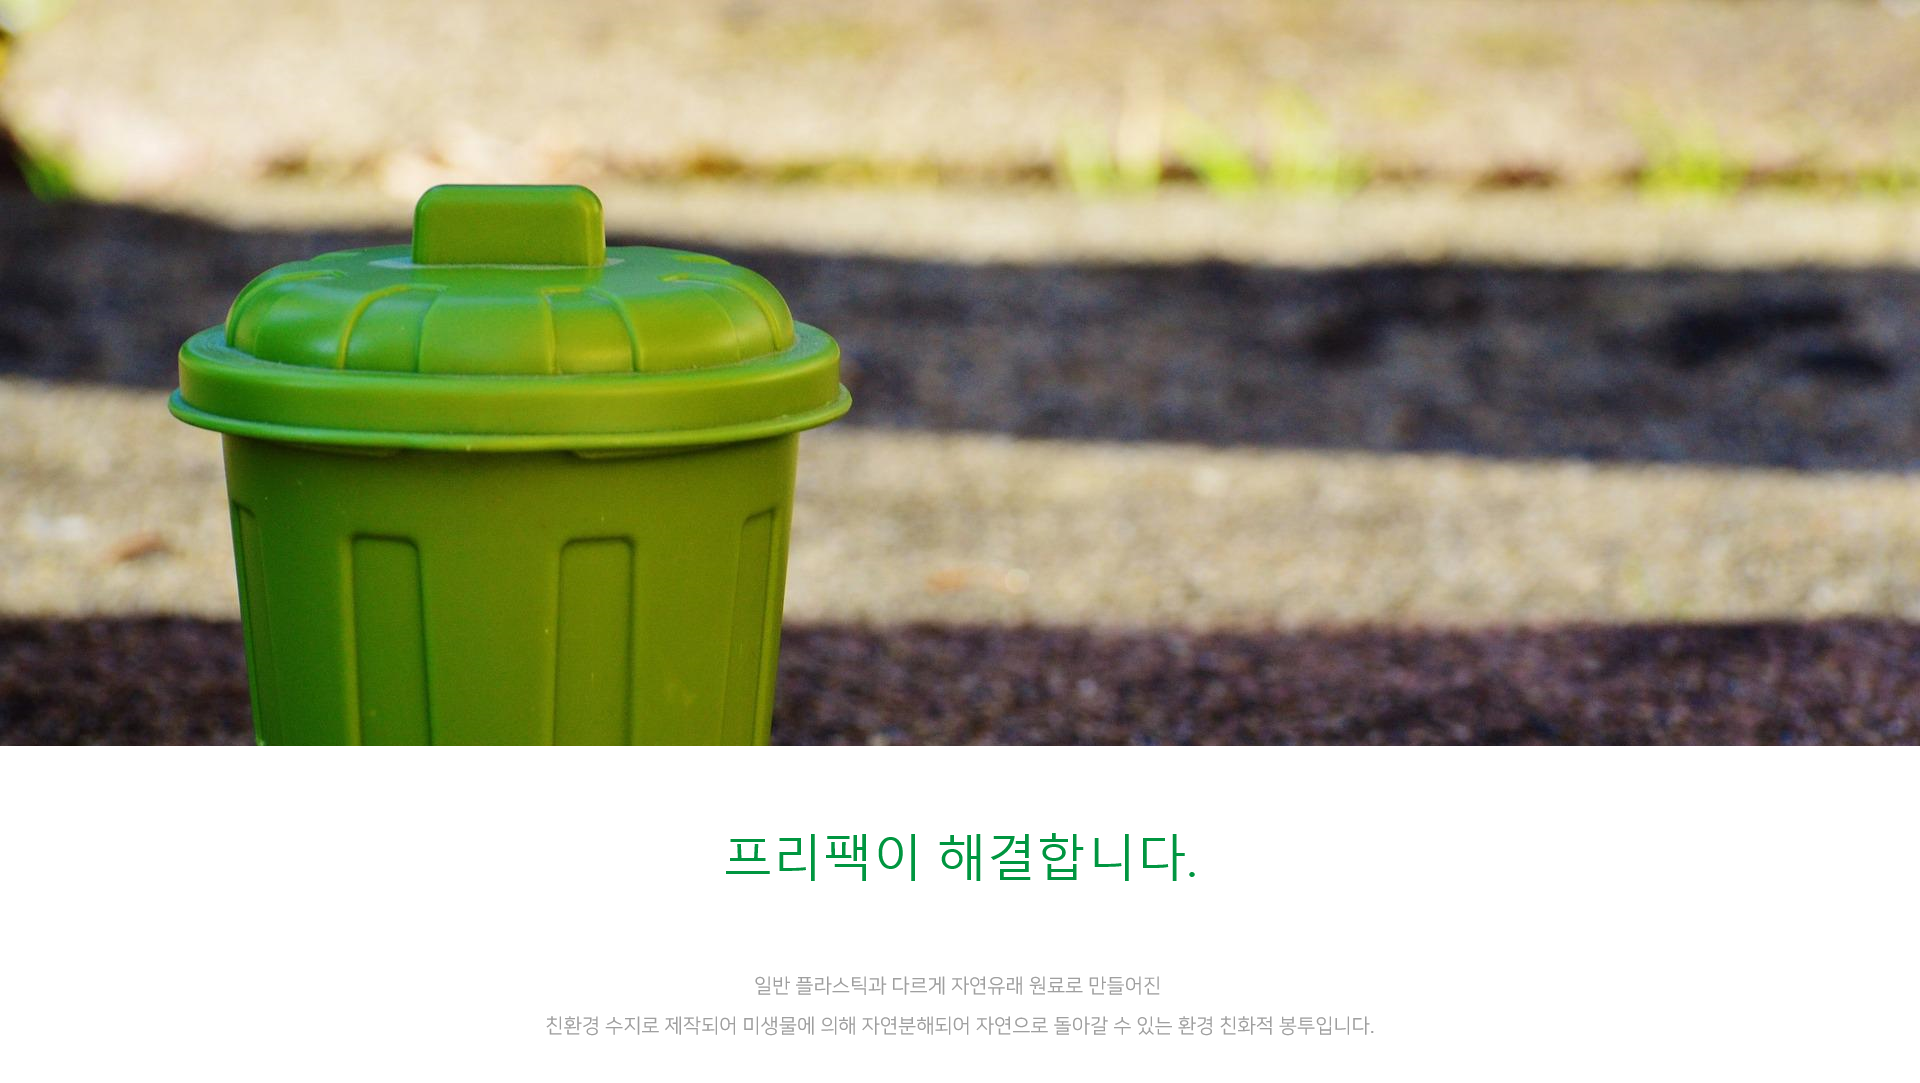 프리팩이 해결합니다.
일반 플라스틱과 다르게 자연유래 원료로 만들어진
친환경 수지로 제작되어 미생물에 의해 자연분해되어 자연으로 돌아갈 수 있는 환경 친화적 봉투입니다.